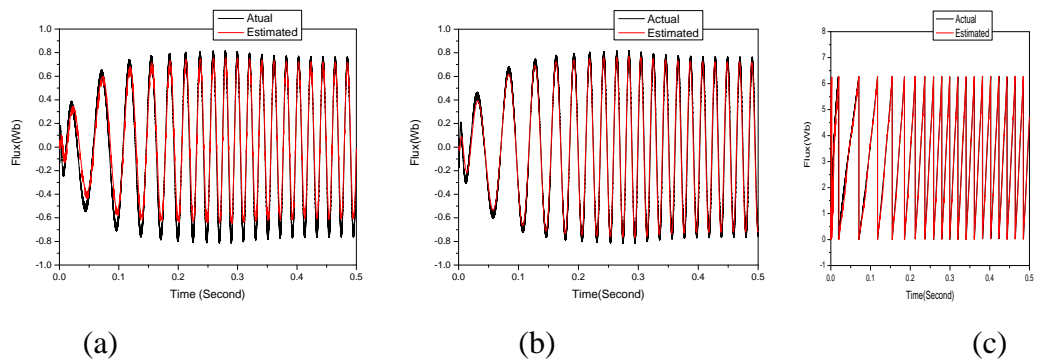 Atual
Estimated
1.0
0.8
0.6
0.4
0.2
0.0
-0.2
-0.4
-0.6
-0.8
-1.0
Flux(Wb)
0.0 0.1 0.2 0.3 0.4 0.5
Time (Second)
(a)
Actual
Estimated
1.0
0.8
0.6
0.4
0.2
0.0
-0.2
-0.4
-0.6
-0.8
-1.0
Flux(Wb)
0.0 0.1 0.2 0.3 0.4 0.5
Time(Second)
(b)
Actual
Estimated
8
7
6
5
4
3
2
1
0
-1
Flux(Wb)
0.0 0.1 0.2 0.3 0.4 0.5
Time(Second)
(c)